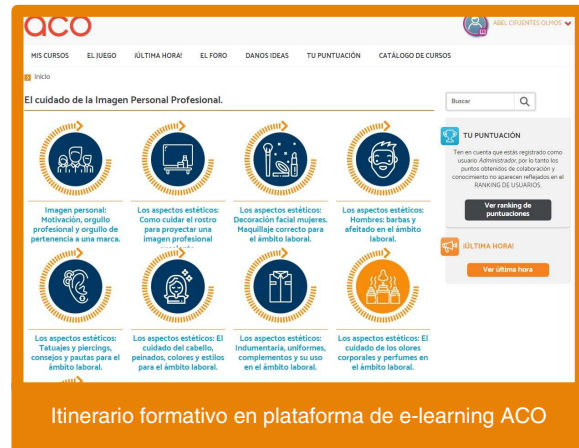 aco
ABEL CIFUENTES OLMOS
MIS CURSOS EL JUEGO ¡ÚLTIMA HORA! EL FORO DANOS IDEAS TU PUNTUACIÓN CATÁLOGO DE CURSOS
Inicio
El cuidado de la Imagen Personal Profesional.
Buscar
TU PUNTUACIÓN
Ten en cuenta que estás registrado como
usuario Administrador, por lo tanto los
puntos obtenidos de colaboración y
conocimiento no aparecen reflejados en el
RANKING DE USUARIOS.
Ver ranking de
puntuaciones
¡ÚLTIMA HORA!
Ver última hora
Imagen personal:
Motivación, orgullo
profesional y orgullo de
pertenencia a una marca.
Los aspectos estéticos:
Como cuidar el rostro
para proyectar una
imagen profesional
Los aspectos estéticos:
Decoración facial mujeres.
Maquillaje correcto para
el ámbito laboral.
Los aspectos estéticos:
Hombres: barbas y
afeitado en el ámbito
laboral.
Los aspectos estéticos:
Tatuajes y piercings,
consejos y pautas para el
ámbito laboral.
Los aspectos estéticos: El
cuidado del cabello,
peinados, colores y estilos
para el ámbito laboral.
Los aspectos estéticos:
Indumentaria, uniformes,
complementos y su uso
en el ámbito laboral.
Los aspectos estéticos: El
cuidado de los olores
corporales y perfumes en
el ámbito laboral.
Itinerario formativo en plataforma de e-learning ACO